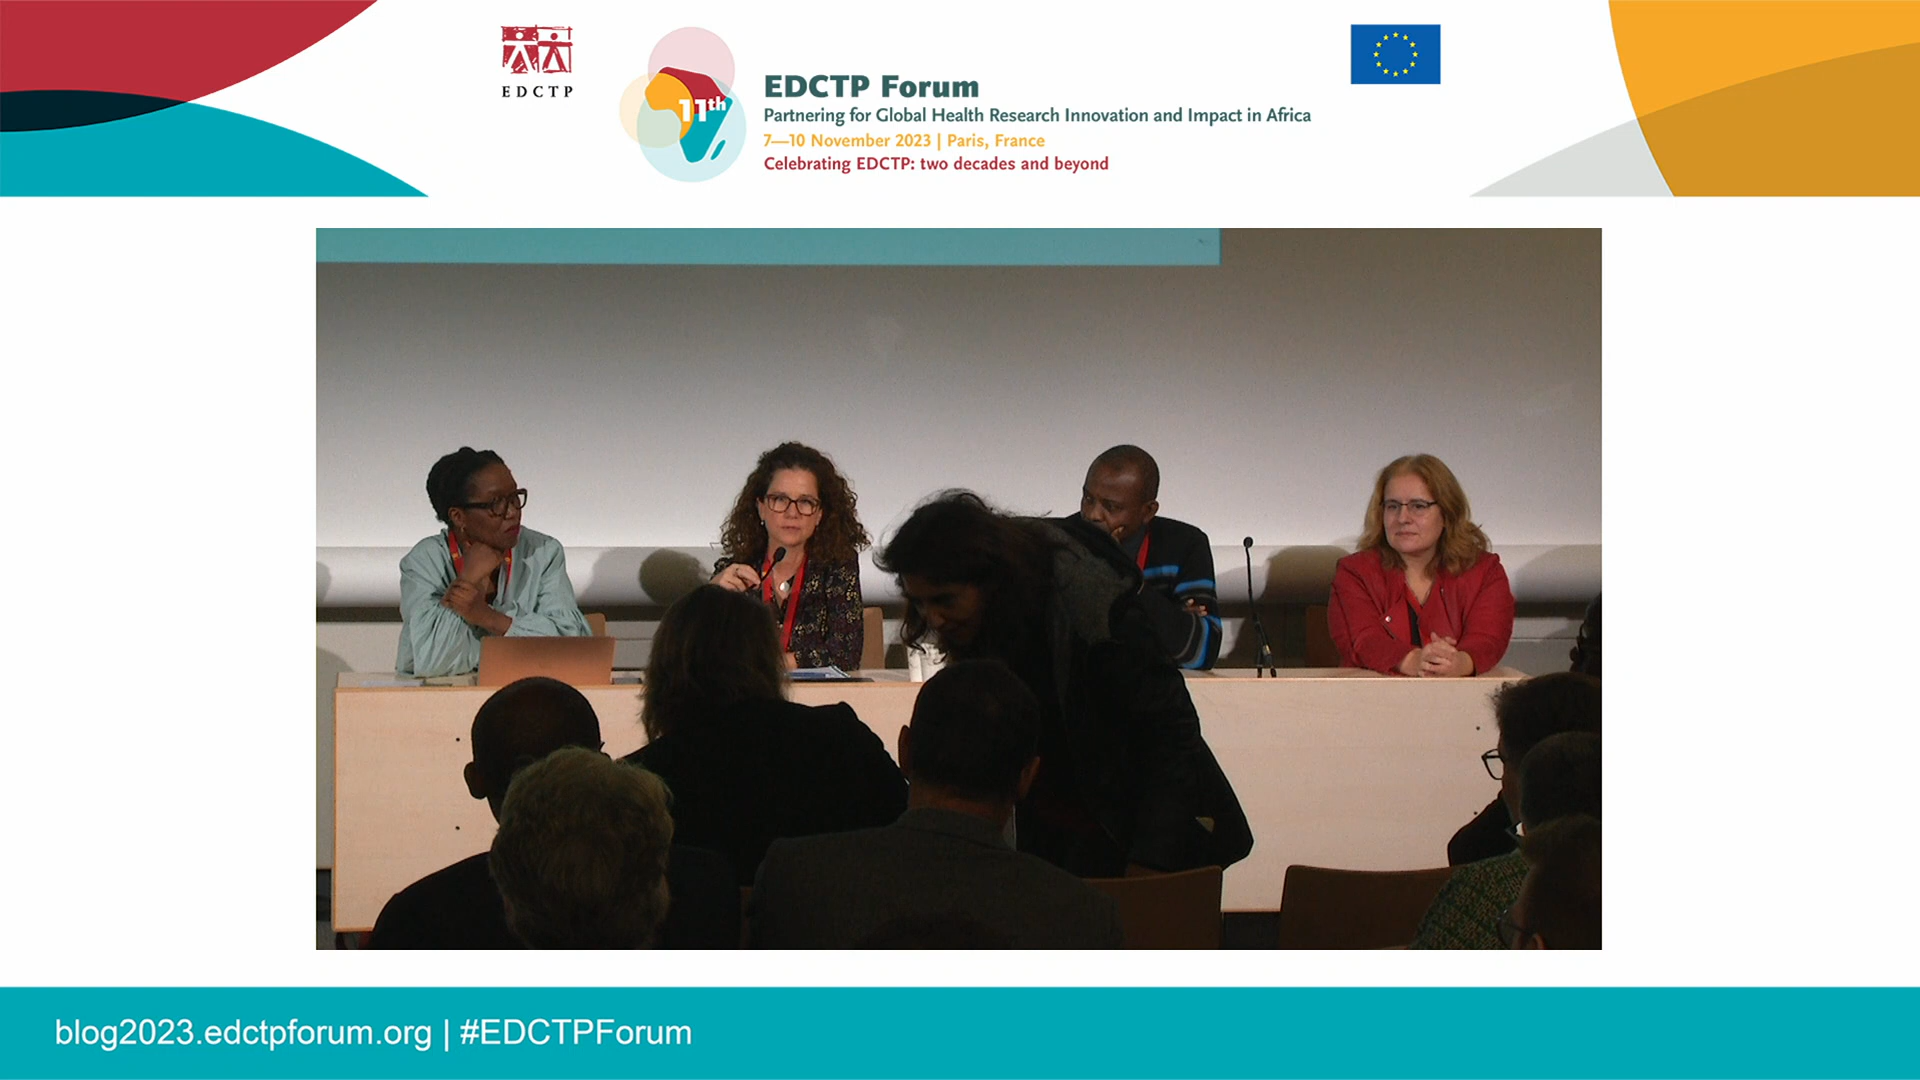 EDCTP
11th
EDCTP Forum
Partnering for Global Health Research Innovation and Impact in Africa
7—10 November 2023 | Paris, France
Celebrating EDCTP: two decades and beyond
blog2023.edctpforum.org | #EDCTPForum